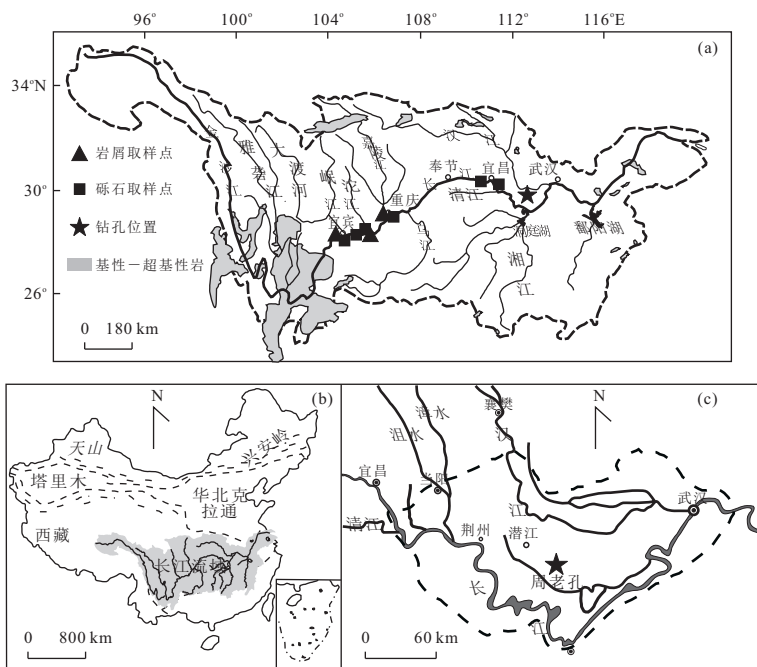 96°
100°
104°
108°
112°
116°E
(a)
34°N
30°
26°
岩屑取样点
砾石取样点
钻孔位置
基性－超基性岩
0 180 km
金沙江
雅砻江
大渡河
岷江
沱江
嘉陵江
汉江
奉节
宜昌
武汉
长江
清江
重庆
宜宾
乌江
洞庭湖
鄱阳湖
湘江
(b)
N
天山
兴安岭
塔里木
华北克
拉通
西藏
长江流域
0 800 km
(c)
N
襄樊
漳水
沮水
汉江
宜昌
当阳
武汉
清江
荆州
潜江
周老孔
长江
0 60 km